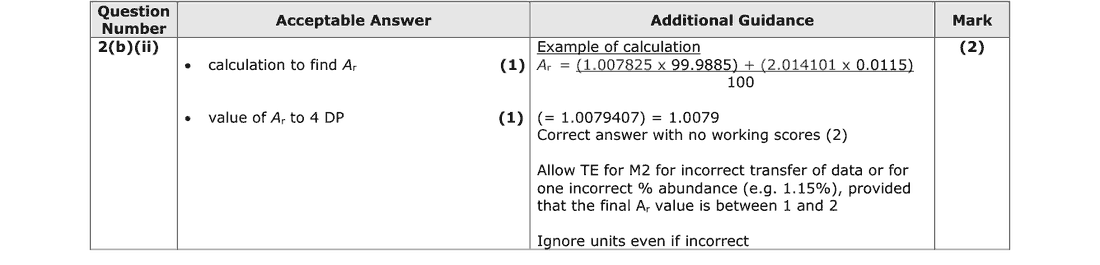 Question Number	Acceptable Answer	Additional Guidance	Mark
2(b)(ii)	Example of calculation	(2)
• calculation to find Aᵣ (1)	Aᵣ = (1.007825 x 99.9885) + (2.014101 x 0.0115)
100
• value of Aᵣ to 4 DP (1)	(= 1.0079407) = 1.0079
Correct answer with no working scores (2)
Allow TE for M2 for incorrect transfer of data or for
one incorrect % abundance (e.g. 1.15%), provided
that the final Aᵣ value is between 1 and 2
Ignore units even if incorrect